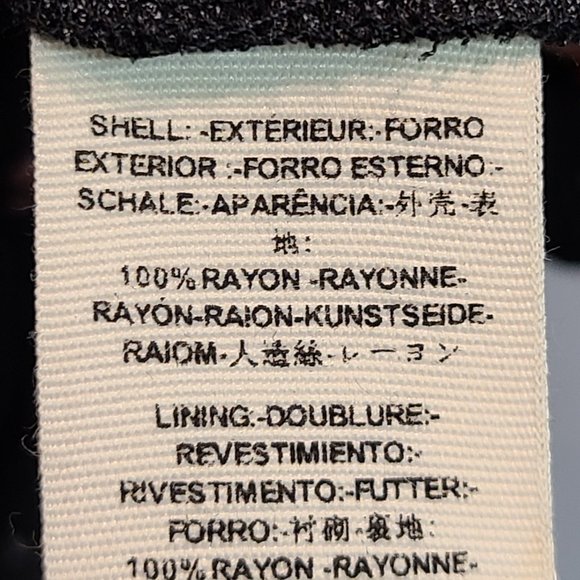 SHELL:-EXTÉRIEUR:-FORRO
EXTERIOR :-FORRO ESTERNO:-
SCHALE:-APARÊNCIA:-外壳-表
地:
100% RAYON -RAYONNE-
RAYÓN-RAION-KUNSTSEIDE-
RAIOM-人造絲-レーヨン
LINING:-DOUBLURE:-
REVESTIMIENTO:-
RIVESTIMENTO:-FUTTER:-
FORRO:-衬砌-裏地:
100% RAYON -RAYONNE-